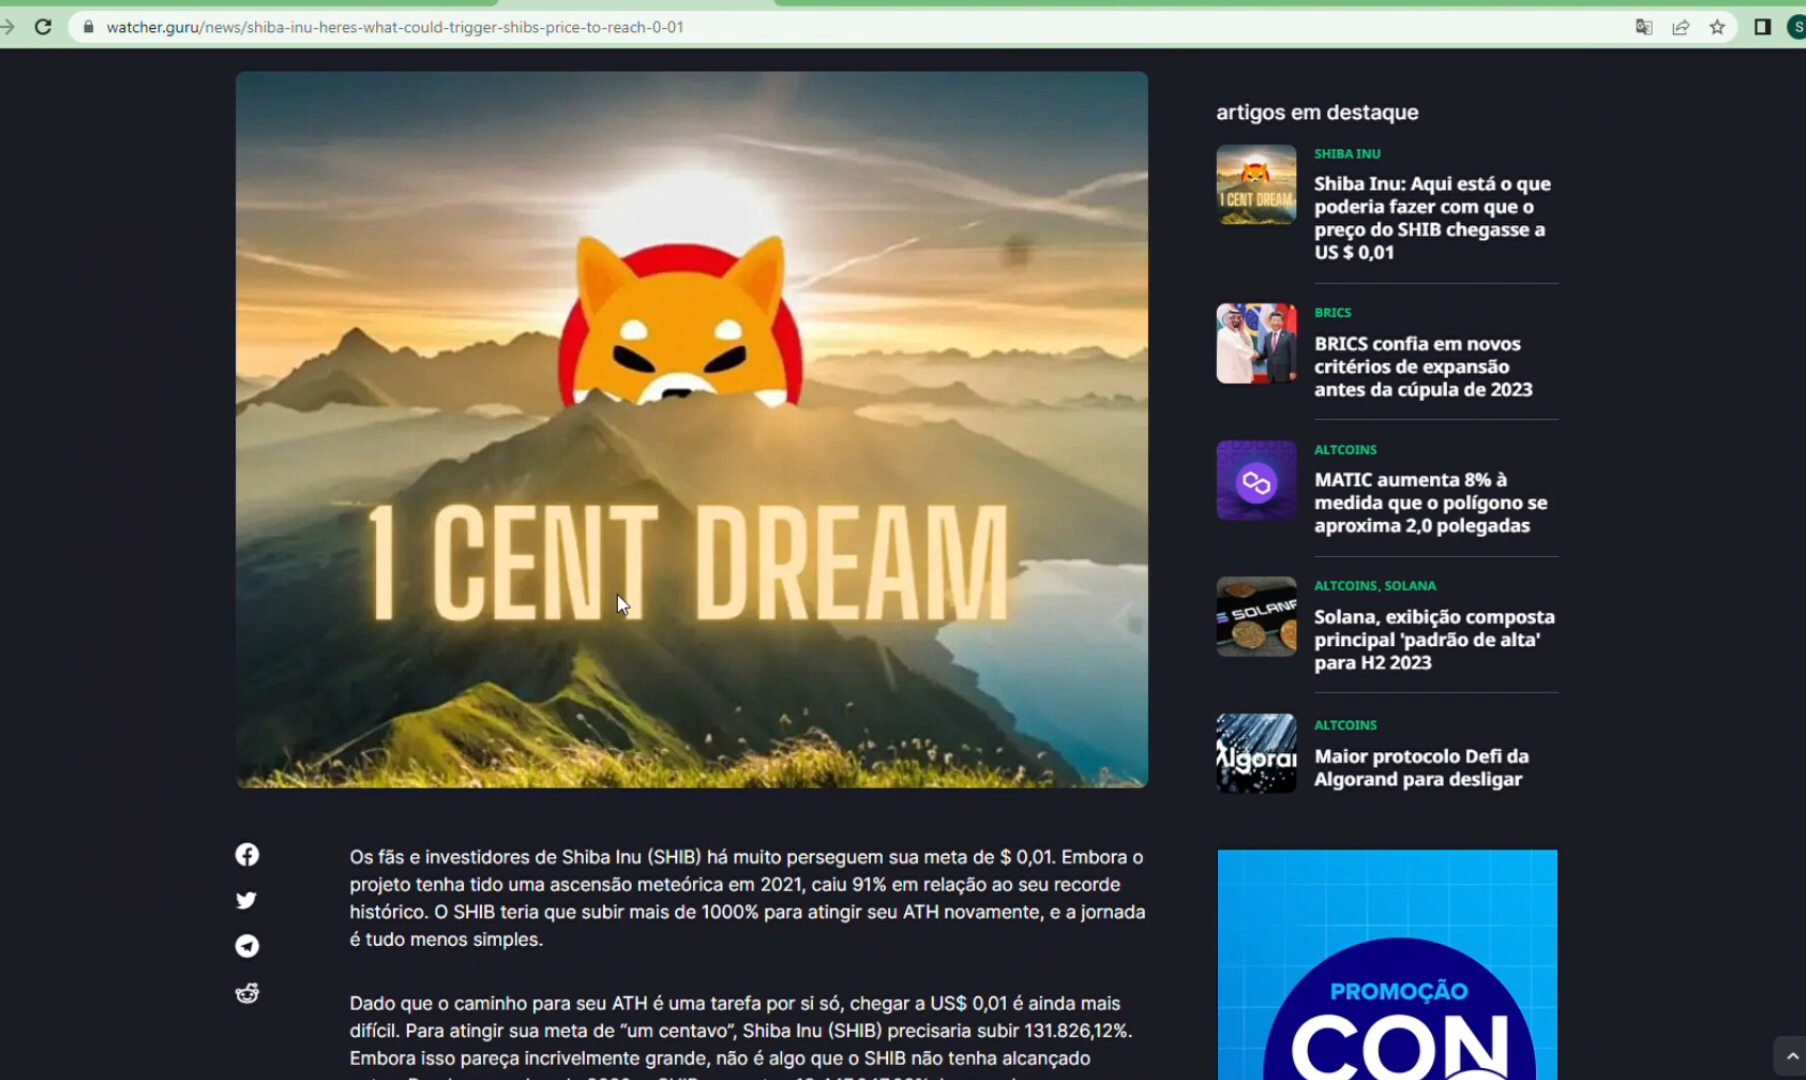 watcher.guru/news/shiba-inu-heres-what-could-trigger-shibs-price-to-reach-0-01
S
1 CENT DREAM
Os fãs e investidores de Shiba Inu (SHIB) há muito perseguem sua meta de $ 0,01. Embora o
projeto tenha tido uma ascensão meteórica em 2021, caiu 91% em relação ao seu recorde
histórico. O SHIB teria que subir mais de 1000% para atingir seu ATH novamente, e a jornada
é tudo menos simples.
Dado que o caminho para seu ATH é uma tarefa por si só, chegar a US$ 0,01 é ainda mais
difícil. Para atingir sua meta de “um centavo”, Shiba Inu (SHIB) precisaria subir 131.826,12%.
Embora isso pareça incrivelmente grande, não é algo que o SHIB não tenha alcançado
artigos em destaque
1 CENT DREAM
SHIBA INU
Shiba Inu: Aqui está o que
poderia fazer com que o
preço do SHIB chegasse a
US $ 0,01
BRICS
BRICS confia em novos
critérios de expansão
antes da cúpula de 2023
ALTCOINS
MATIC aumenta 8% à
medida que o polígono se
aproxima 2,0 polegadas
SOLANA
ALTCOINS, SOLANA
Solana, exibição composta
principal 'padrão de alta'
para H2 2023
Algoran
ALTCOINS
Maior protocolo Defi da
Algorand para desligar
PROMOÇÃO
CON